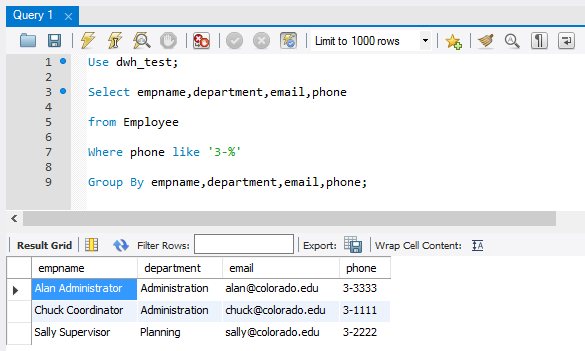 Query 1
Limit to 1000 rows
1 Use dwh_test;
2
3 Select empname,department,email,phone
4
5 from Employee
6
7 Where phone like '3-%'
8
9 Group By empname,department,email,phone;
Result Grid Filter Rows: Export: Wrap Cell Content:
empname department email phone
Alan Administrator Administration alan@colorado.edu 3-3333
Chuck Coordinator Administration chuck@colorado.edu 3-1111
Sally Supervisor Planning sally@colorado.edu 3-2222